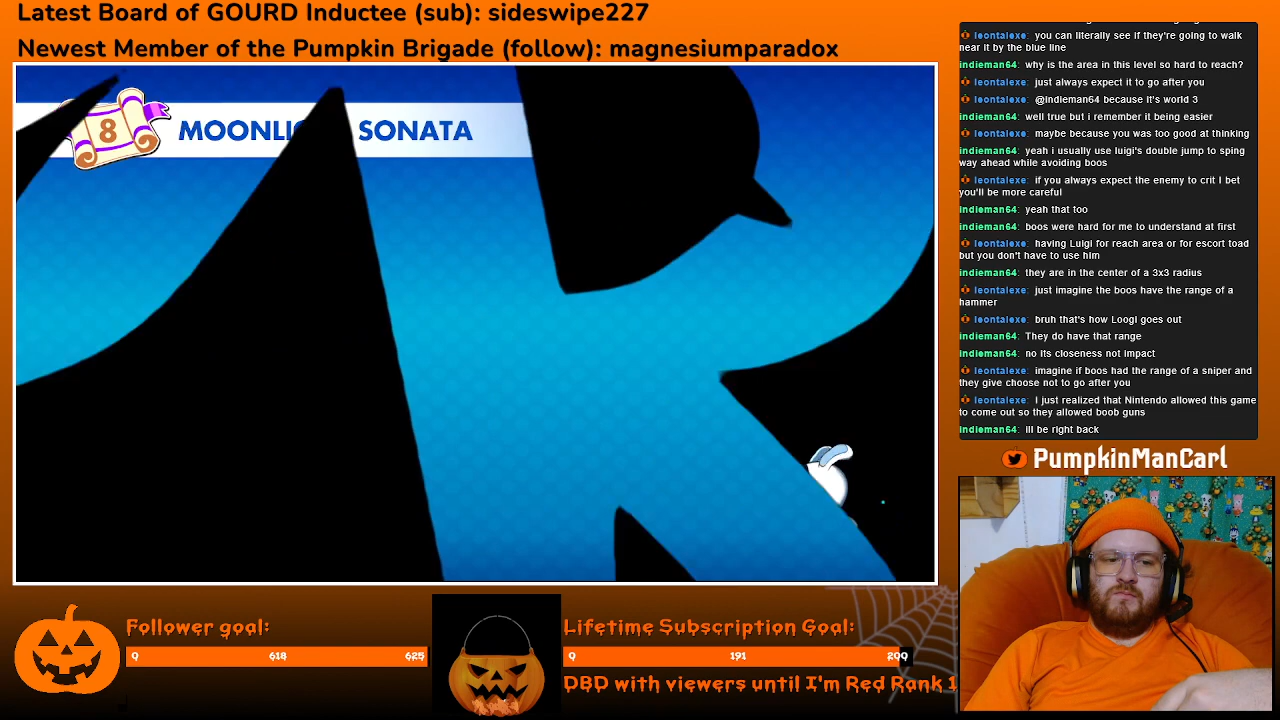 Latest Board of GOURD Inductee (sub): sideswipe227
Newest Member of the Pumpkin Brigade (follow): magnesiumparadox
8
MOONLI SONATA
leontalexe: you can literally see if they're going to walk
near it by the blue line
indieman64: why is the area in this level so hard to reach?
leontalexe: just always expect it to go after you
leontalexe: @indieman64 because it's world 3
indieman64: well true but i remember it being easier
leontalexe: maybe because you was too good at thinking
indieman64: yeah i usually use luigi's double jump to sping
way ahead while avoiding boos
leontalexe: if you always expect the enemy to crit I bet
you'll be more careful
indieman64: yeah that too
indieman64: boos were hard for me to understand at first
leontalexe: having Luigi for reach area or for escort toad
but you don't have to use him
indieman64: they are in the center of a 3x3 radius
leontalexe: just imagine the boos have the range of a
hammer
leontalexe: bruh that's how Loogi goes out
indieman64: They do have that range
indieman64: no its closeness not impact
leontalexe: imagine if boos had the range of a sniper and
they give choose not to go after you
leontalexe: I just realized that Nintendo allowed this game
to come out so they allowed boob guns
indieman64: ill be right back
PumpkinManCarl
Follower goal:
0 618 625
Lifetime Subscription Goal:
0 191 200
DBD with viewers until I'm Red Rank 1